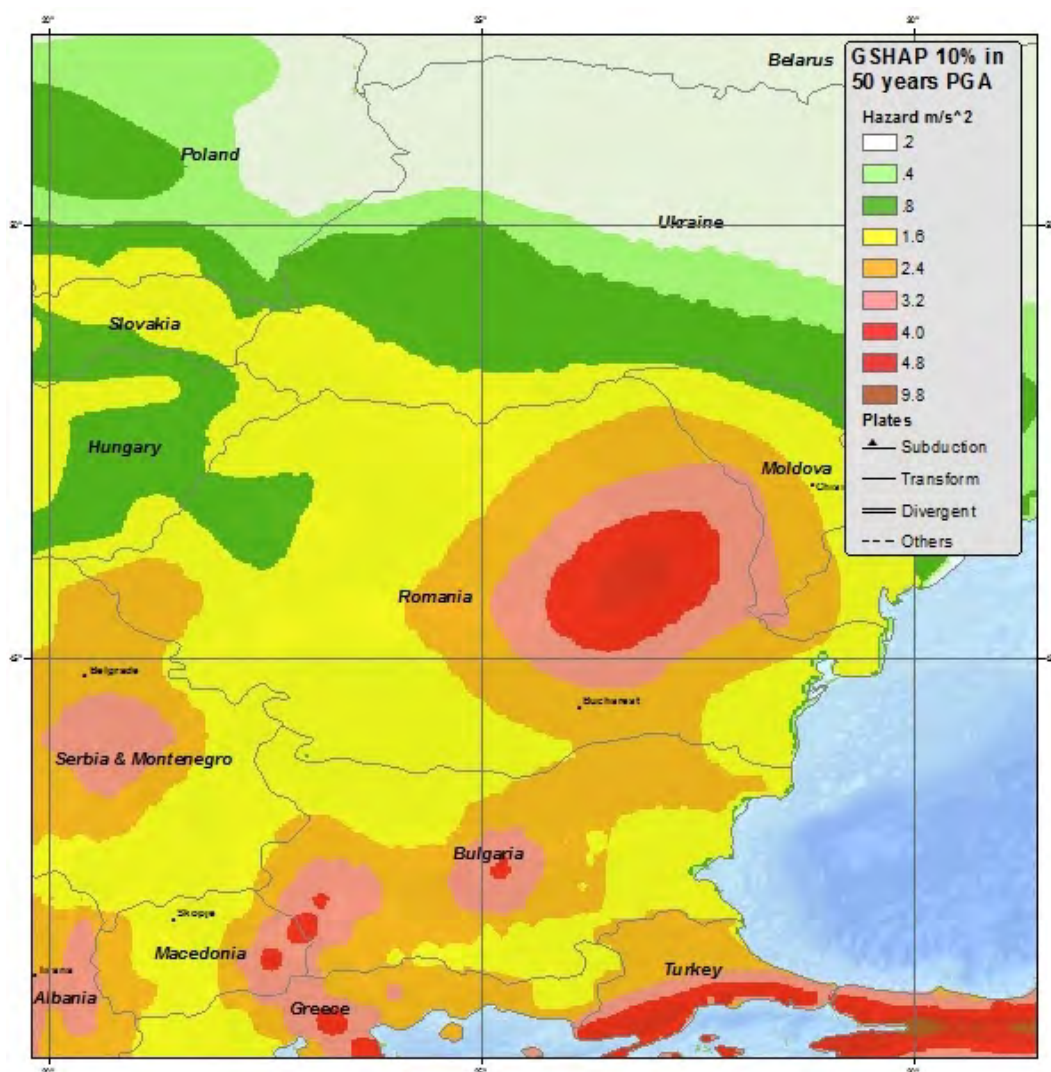 Belarus
GSHAP 10% in
50 years PGA
Hazard m/s^2
.2
.4
.8
1.6
2.4
3.2
4.0
4.8
9.8
Plates
Subduction
Transform
Divergent
Others
Poland
Ukraine
Slovakia
Hungary
Moldova
Romania
Belgrade
Bucharest
Serbia & Montenegro
Bulgaria
Skopje
Macedonia
Turkey
Albania
Greece